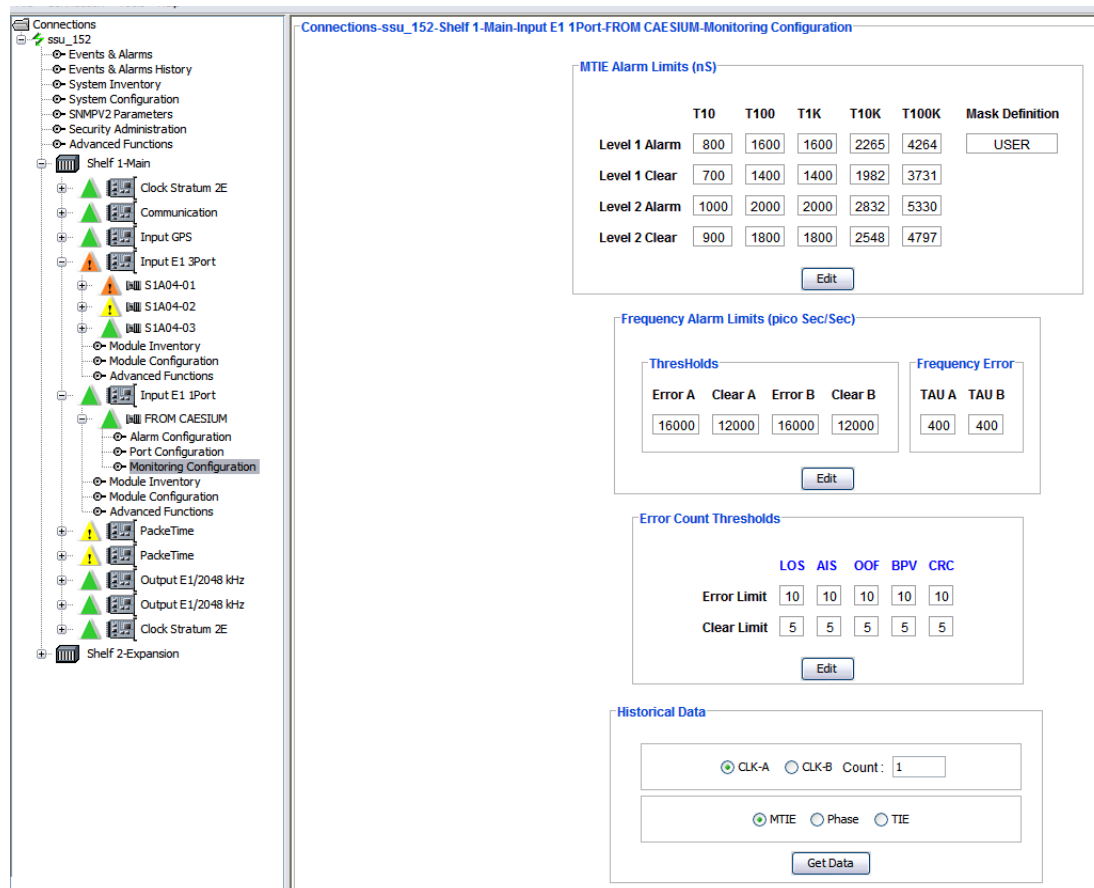 Connections
ssu_152
Events & Alarms
Events & Alarms History
System Inventory
System Configuration
SNMPV2 Parameters
Security Administration
Advanced Functions
Shelf 1-Main
Clock Stratum 2E
Communication
Input GPS
Input E1 3Port
S1A04-01
S1A04-02
S1A04-03
Module Inventory
Module Configuration
Advanced Functions
Input E1 1Port
FROM CAESIUM
Alarm Configuration
Port Configuration
Monitoring Configuration
Module Inventory
Module Configuration
Advanced Functions
PackeTime
PackeTime
Output E1/2048 kHz
Output E1/2048 kHz
Clock Stratum 2E
Shelf 2-Expansion
Connections-ssu_152-Shelf 1-Main-Input E1 1Port-FROM CAESIUM-Monitoring Configuration
MTIE Alarm Limits (nS)
T10 T100 T1K T10K T100K Mask Definition
Level 1 Alarm 800 1600 1600 2265 4264 USER
Level 1 Clear 700 1400 1400 1982 3731
Level 2 Alarm 1000 2000 2000 2832 5330
Level 2 Clear 900 1800 1800 2548 4797
Edit
Frequency Alarm Limits (pico Sec/Sec)
ThresHolds Frequency Error
Error A Clear A Error B Clear B TAU A TAU B
16000 12000 16000 12000 400 400
Edit
Error Count Thresholds
LOS AIS OOF BPV CRC
Error Limit 10 10 10 10 10
Clear Limit 5 5 5 5 5
Edit
Historical Data
CLK-A CLK-B Count : 1
MTIE Phase TIE
Get Data